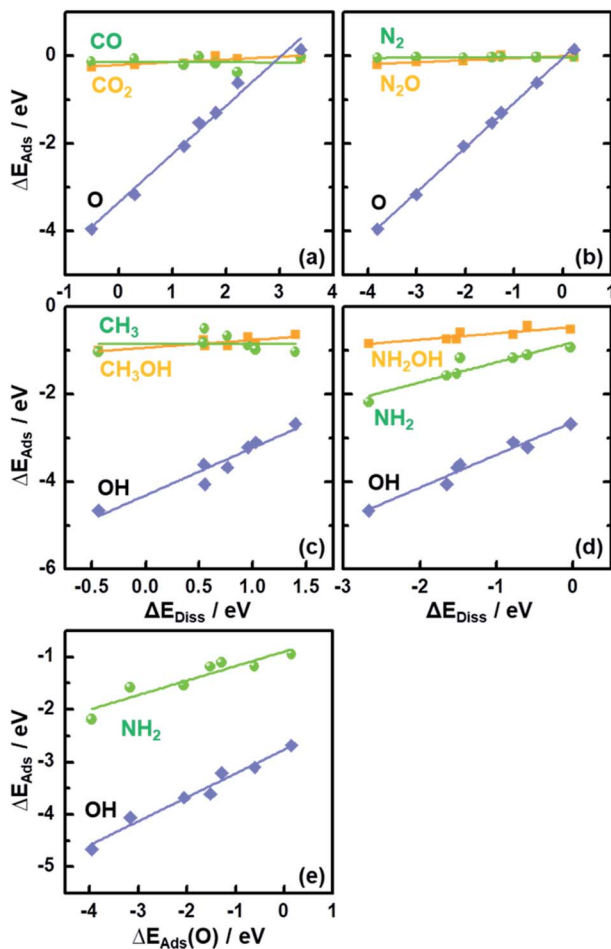 CO
CO2
O
(a)
ΔEAds / eV
0
-2
-4
-1 0 1 2 3 4
N2
N2O
O
(b)
-4 -3 -2 -1 0 1
CH3
CH3OH
OH
(c)
ΔEAds / eV
0
-2
-4
-6
-0.5 0.0 0.5 1.0 1.5
ΔEDiss / eV
NH2OH
NH2
OH
(d)
-3 -2 -1 0
ΔEDiss / eV
NH2
OH
(e)
ΔEAds / eV
-1
-2
-3
-4
-5
-4 -3 -2 -1 0 1
ΔEAds(O) / eV